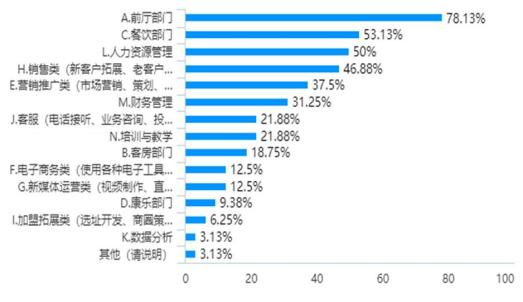 A.前厅部门 78.13%
C.餐饮部门 53.13%
L.人力资源管理 50%
H.销售类（新客户拓展、老客户... 46.88%
E.营销推广类（市场营销、策划、... 37.5%
M.财务管理 31.25%
J.客服（电话接听、业务咨询、投... 21.88%
N.培训与教学 21.88%
B.客房部门 18.75%
F.电子商务类（使用各种电子工具... 12.5%
G.新媒体运营类（视频制作、直... 12.5%
D.康乐部门 9.38%
I.加盟拓展类（选址开发、商圈策... 6.25%
K.数据分析 3.13%
其他（请说明） 3.13%
0 20 40 60 80 100